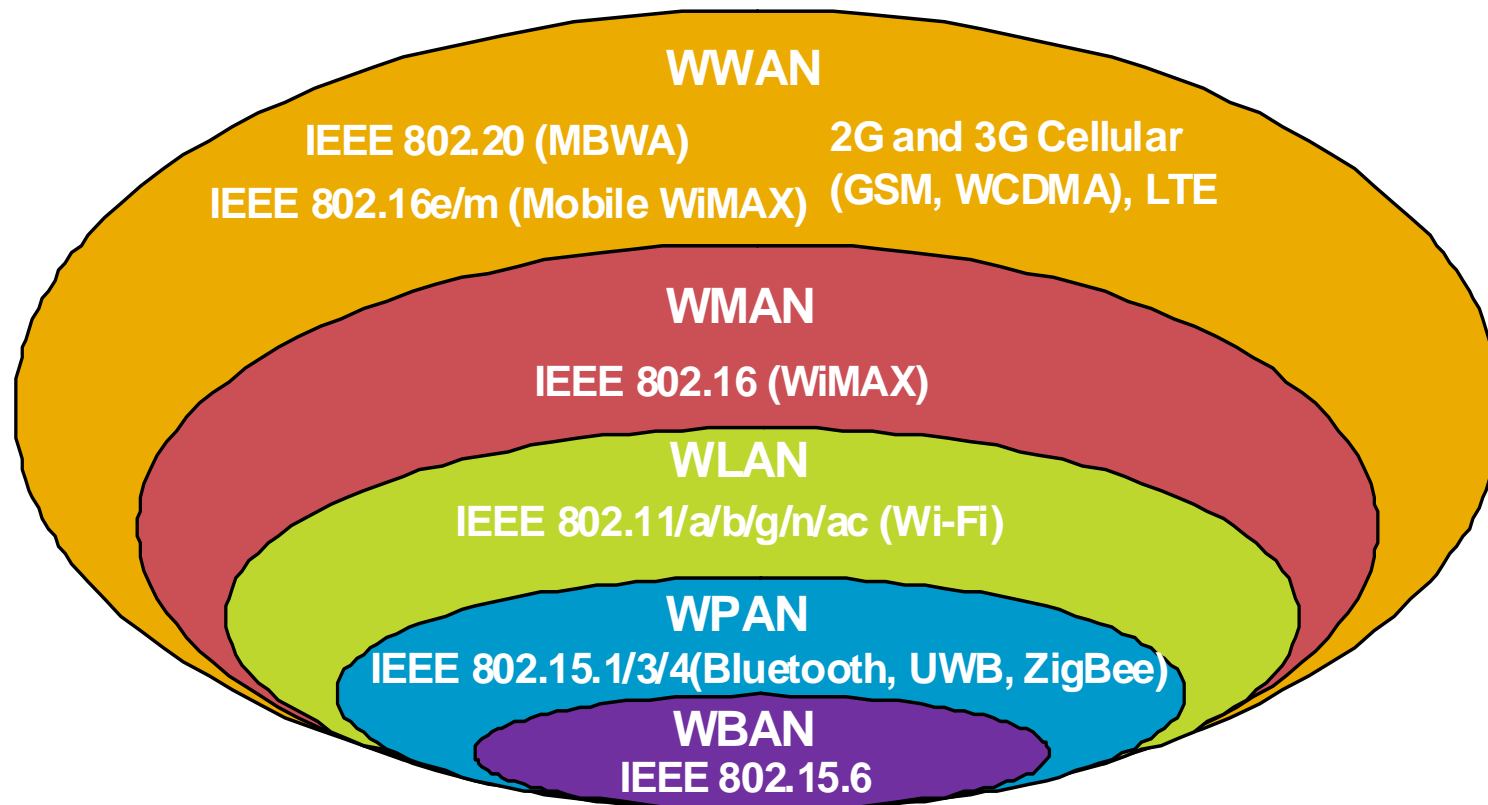 WWAN
IEEE 802.20 (MBWA)
IEEE 802.16e/m (Mobile WiMAX)
2G and 3G Cellular
(GSM, WCDMA), LTE
WMAN
IEEE 802.16 (WiMAX)
WLAN
IEEE 802.11/a/b/g/n/ac (Wi-Fi)
WPAN
IEEE 802.15.1/3/4(Bluetooth, UWB, ZigBee)
WBAN
IEEE 802.15.6